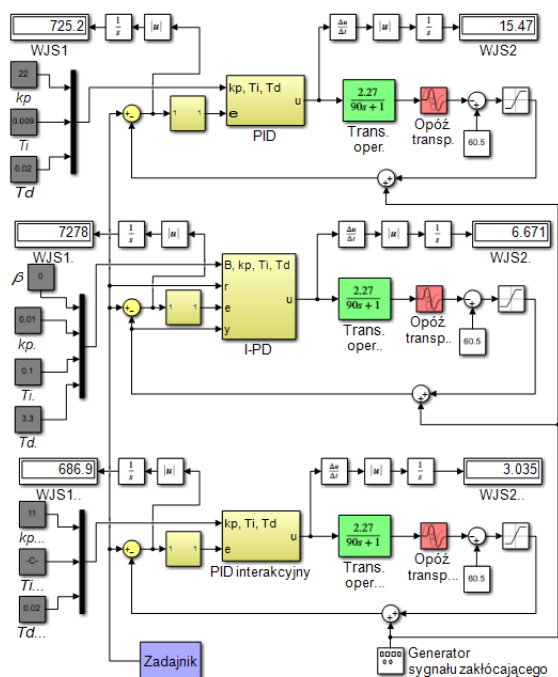 725.2
1/s
|u|
WJS1
Δu/Δt
|u|
1/s
15.47
WJS2
22
kp
0.009
Ti
0.02
Td
+-
1 1
kp, Ti, Td
e
u
PID
2.27/90s+1
Trans.
oper.
Opóź
transp.
-+
60.5
++
7278
1/s
|u|
WJS1.
Δu/Δt
|u|
1/s
6.671
WJS2.
β
0
0.01
kp.
0.1
Ti.
3.3
Td.
+-
1 1
B, kp, Ti, Td
r
e
y
u
I-PD
2.27/90s+1
Trans.
oper..
Opóź
transp..
-+
60.5
++
686.9
1/s
|u|
WJS1..
Δu/Δt
|u|
1/s
3.035
WJS2..
11
kp...
-C-
Ti...
0.02
Td...
+-
1 1
kp, Ti, Td
e
u
PID interakcyjny
2.27/90s+1
Trans.
oper...
Opóź
transp...
-+
60.5
++
Zadajnik
Generator
sygnału zakłócającego